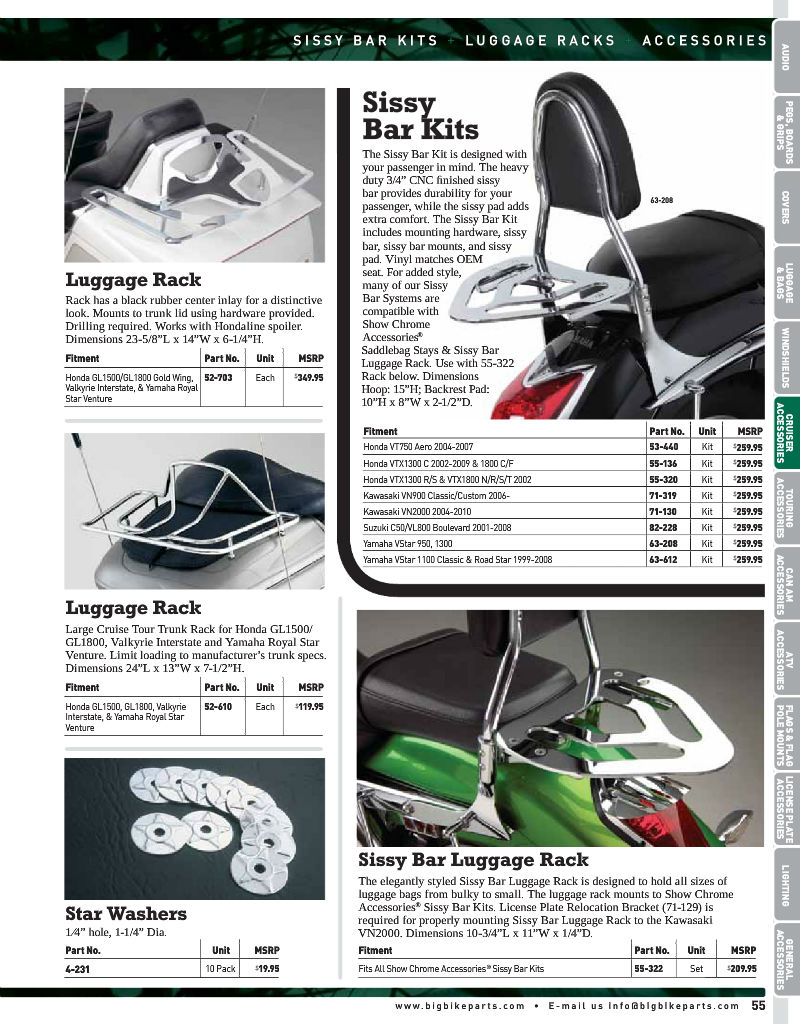 SISSY BAR KITS + LUGGAGE RACKS + ACCESSORIES
Luggage Rack
Rack has a black rubber center inlay for a distinctive
look. Mounts to trunk lid using hardware provided.
Drilling required. Works with Hondaline spoiler.
Dimensions 23-5/8"L x 14"W x 6-1/4"H.
Fitment Part No. Unit MSRP
Honda GL1500/GL1800 Gold Wing, 52-703 Each $349.95
Valkyrie Interstate, & Yamaha Royal
Star Venture
Luggage Rack
Large Cruise Tour Trunk Rack for Honda GL1500/
GL1800, Valkyrie Interstate and Yamaha Royal Star
Venture. Limit loading to manufacturer's trunk specs.
Dimensions 24"L x 13"W x 7-1/2"H.
Fitment Part No. Unit MSRP
Honda GL1500, GL1800, Valkyrie 52-610 Each $119.95
Interstate, & Yamaha Royal Star
Venture
Star Washers
1/4" hole, 1-1/4" Dia.
Part No. Unit MSRP
4-231 10 Pack $19.95
Sissy
Bar Kits
The Sissy Bar Kit is designed with
your passenger in mind. The heavy
duty 3/4" CNC finished sissy
bar provides durability for your
passenger, while the sissy pad adds
extra comfort. The Sissy Bar Kit
includes mounting hardware, sissy
bar, sissy bar mounts, and sissy
pad. Vinyl matches OEM
seat. For added style,
many of our Sissy
Bar Systems are
compatible with
Show Chrome
Accessories®
Saddlebag Stays & Sissy Bar
Luggage Rack. Use with 55-322
Rack below. Dimensions
Hoop: 15"H; Backrest Pad:
10"H x 8"W x 2-1/2"D.
63-208
Fitment Part No. Unit MSRP
Honda VT750 Aero 2004-2007 53-440 Kit $259.95
Honda VTX1300 C 2002-2009 & 1800 C/F 55-136 Kit $259.95
Honda VTX1300 R/S & VTX1800 N/R/S/T 2002 55-320 Kit $259.95
Kawasaki VN900 Classic/Custom 2006- 71-319 Kit $259.95
Kawasaki VN2000 2004-2010 71-130 Kit $259.95
Suzuki C50/VL800 Boulevard 2001-2008 82-228 Kit $259.95
Yamaha VStar 950, 1300 63-208 Kit $259.95
Yamaha VStar 1100 Classic & Road Star 1999-2008 63-612 Kit $259.95
Sissy Bar Luggage Rack
The elegantly styled Sissy Bar Luggage Rack is designed to hold all sizes of
luggage bags from bulky to small. The luggage rack mounts to Show Chrome
Accessories® Sissy Bar Kits. License Plate Relocation Bracket (71-129) is
required for properly mounting Sissy Bar Luggage Rack to the Kawasaki
VN2000. Dimensions 10-3/4"L x 11"W x 1/4"D.
Fitment Part No. Unit MSRP
Fits All Show Chrome Accessories® Sissy Bar Kits 55-322 Set $209.95
AUDIO
PEGS, BOARDS
& GRIPS
COVERS
LUGGAGE
& BAGS
WINDSHIELDS
CRUISER
ACCESSORIES
TOURING
ACCESSORIES
CAN AM
ACCESSORIES
ATV
ACCESSORIES
FLAGS & FLAG
POLE MOUNTS
LICENSE PLATE
ACCESSORIES
LIGHTING
GENERAL
ACCESSORIES
www.bigbikeparts.com • E-mail us info@bigbikeparts.com 55